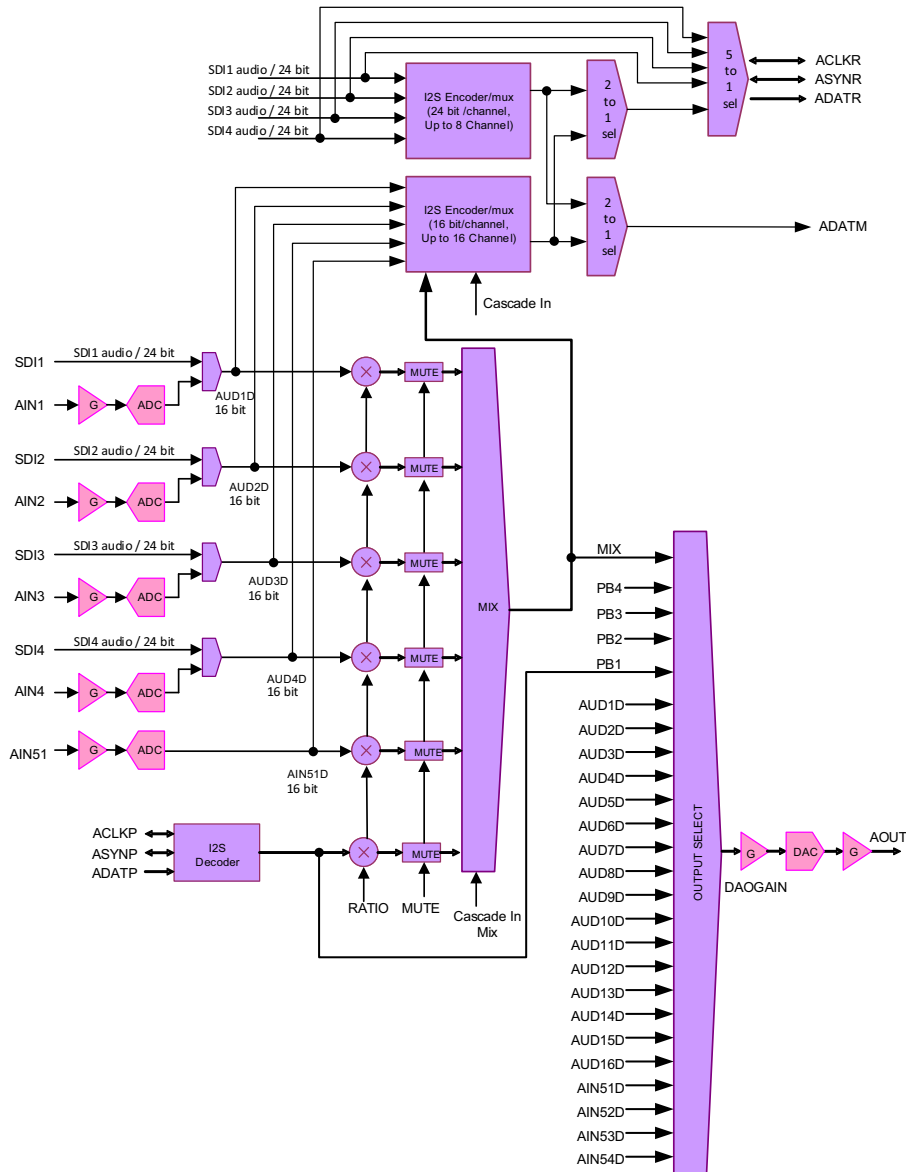 SDI1 audio / 24 bit
SDI2 audio / 24 bit
SDI3 audio / 24 bit
SDI4 audio / 24 bit
I2S Encoder/mux
(24 bit /channel,
Up to 8 Channel)
2
to
1
sel
5
to
1
sel
ACLKR
ASYNR
ADATR
I2S Encoder/mux
(16 bit/channel,
Up to 16 Channel)
2
to
1
sel
ADATM
Cascade In
SDI1
SDI1 audio / 24 bit
AIN1
G
ADC
AUD1D
16 bit
MUTE
SDI2
SDI2 audio / 24 bit
AIN2
G
ADC
AUD2D
16 bit
MUTE
SDI3
SDI3 audio / 24 bit
AIN3
G
ADC
AUD3D
16 bit
MUTE
SDI4
SDI4 audio / 24 bit
AIN4
G
ADC
AUD4D
16 bit
MUTE
AIN51
G
ADC
AIN51D
16 bit
MUTE
MIX
ACLKP
ASYNP
ADATP
I2S
Decoder
MUTE
RATIO
MUTE
Cascade In
Mix
MIX
PB4
PB3
PB2
PB1
AUD1D
AUD2D
AUD3D
AUD4D
AUD5D
AUD6D
AUD7D
AUD8D
AUD9D
AUD10D
AUD11D
AUD12D
AUD13D
AUD14D
AUD15D
AUD16D
AIN51D
AIN52D
AIN53D
AIN54D
OUTPUT SELECT
G
DAOGAIN
DAC
G
AOUT